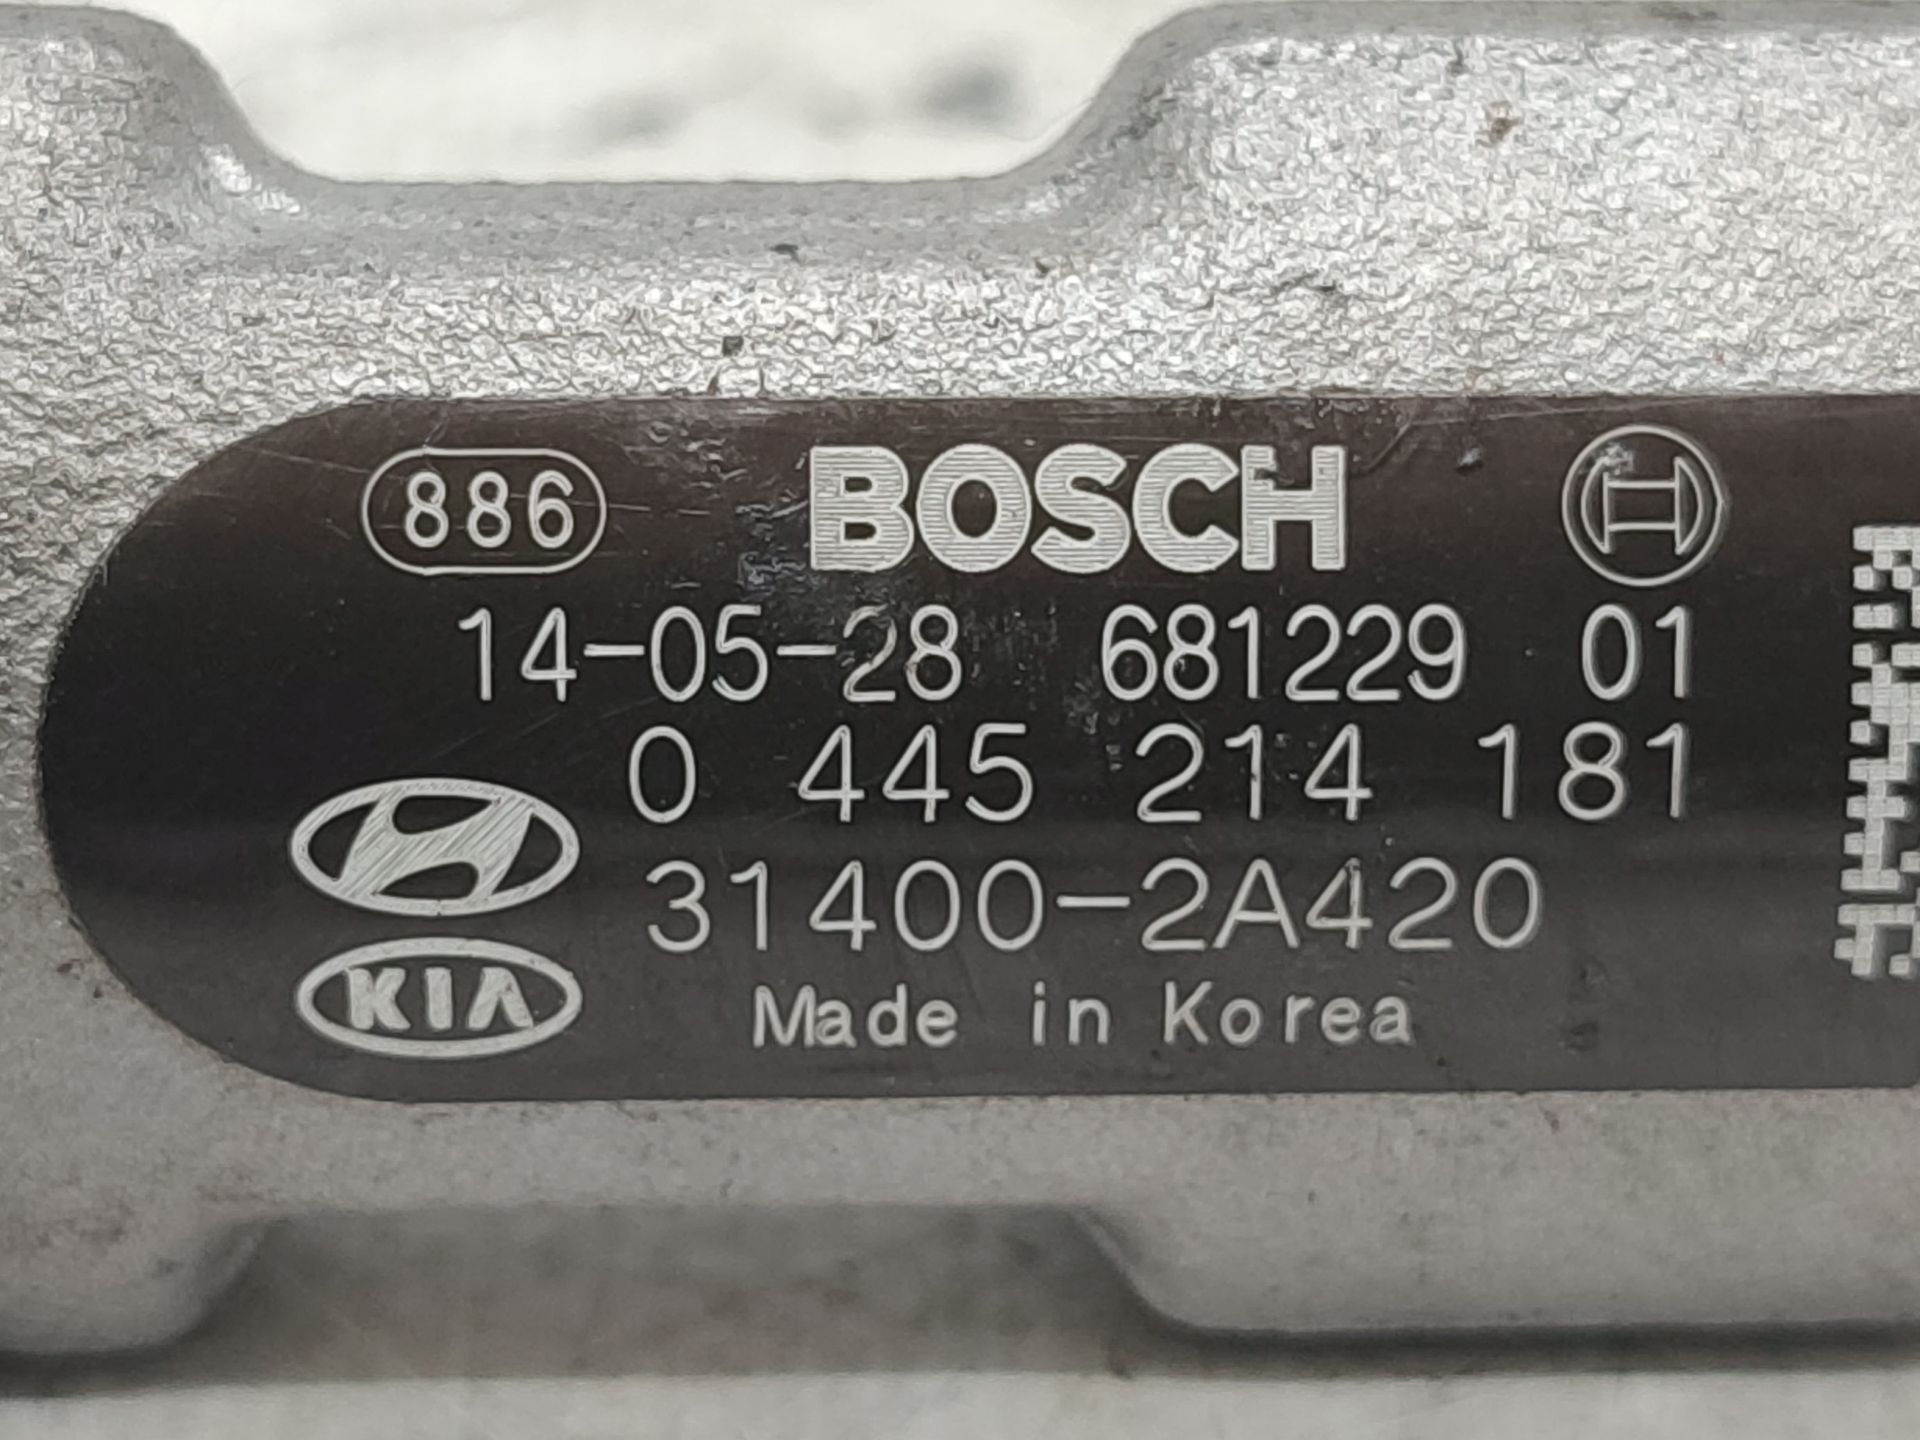 886 BOSCH
14-05-28 681229 01
0 445 214 181
31400-2A420
KIA
Made in Korea